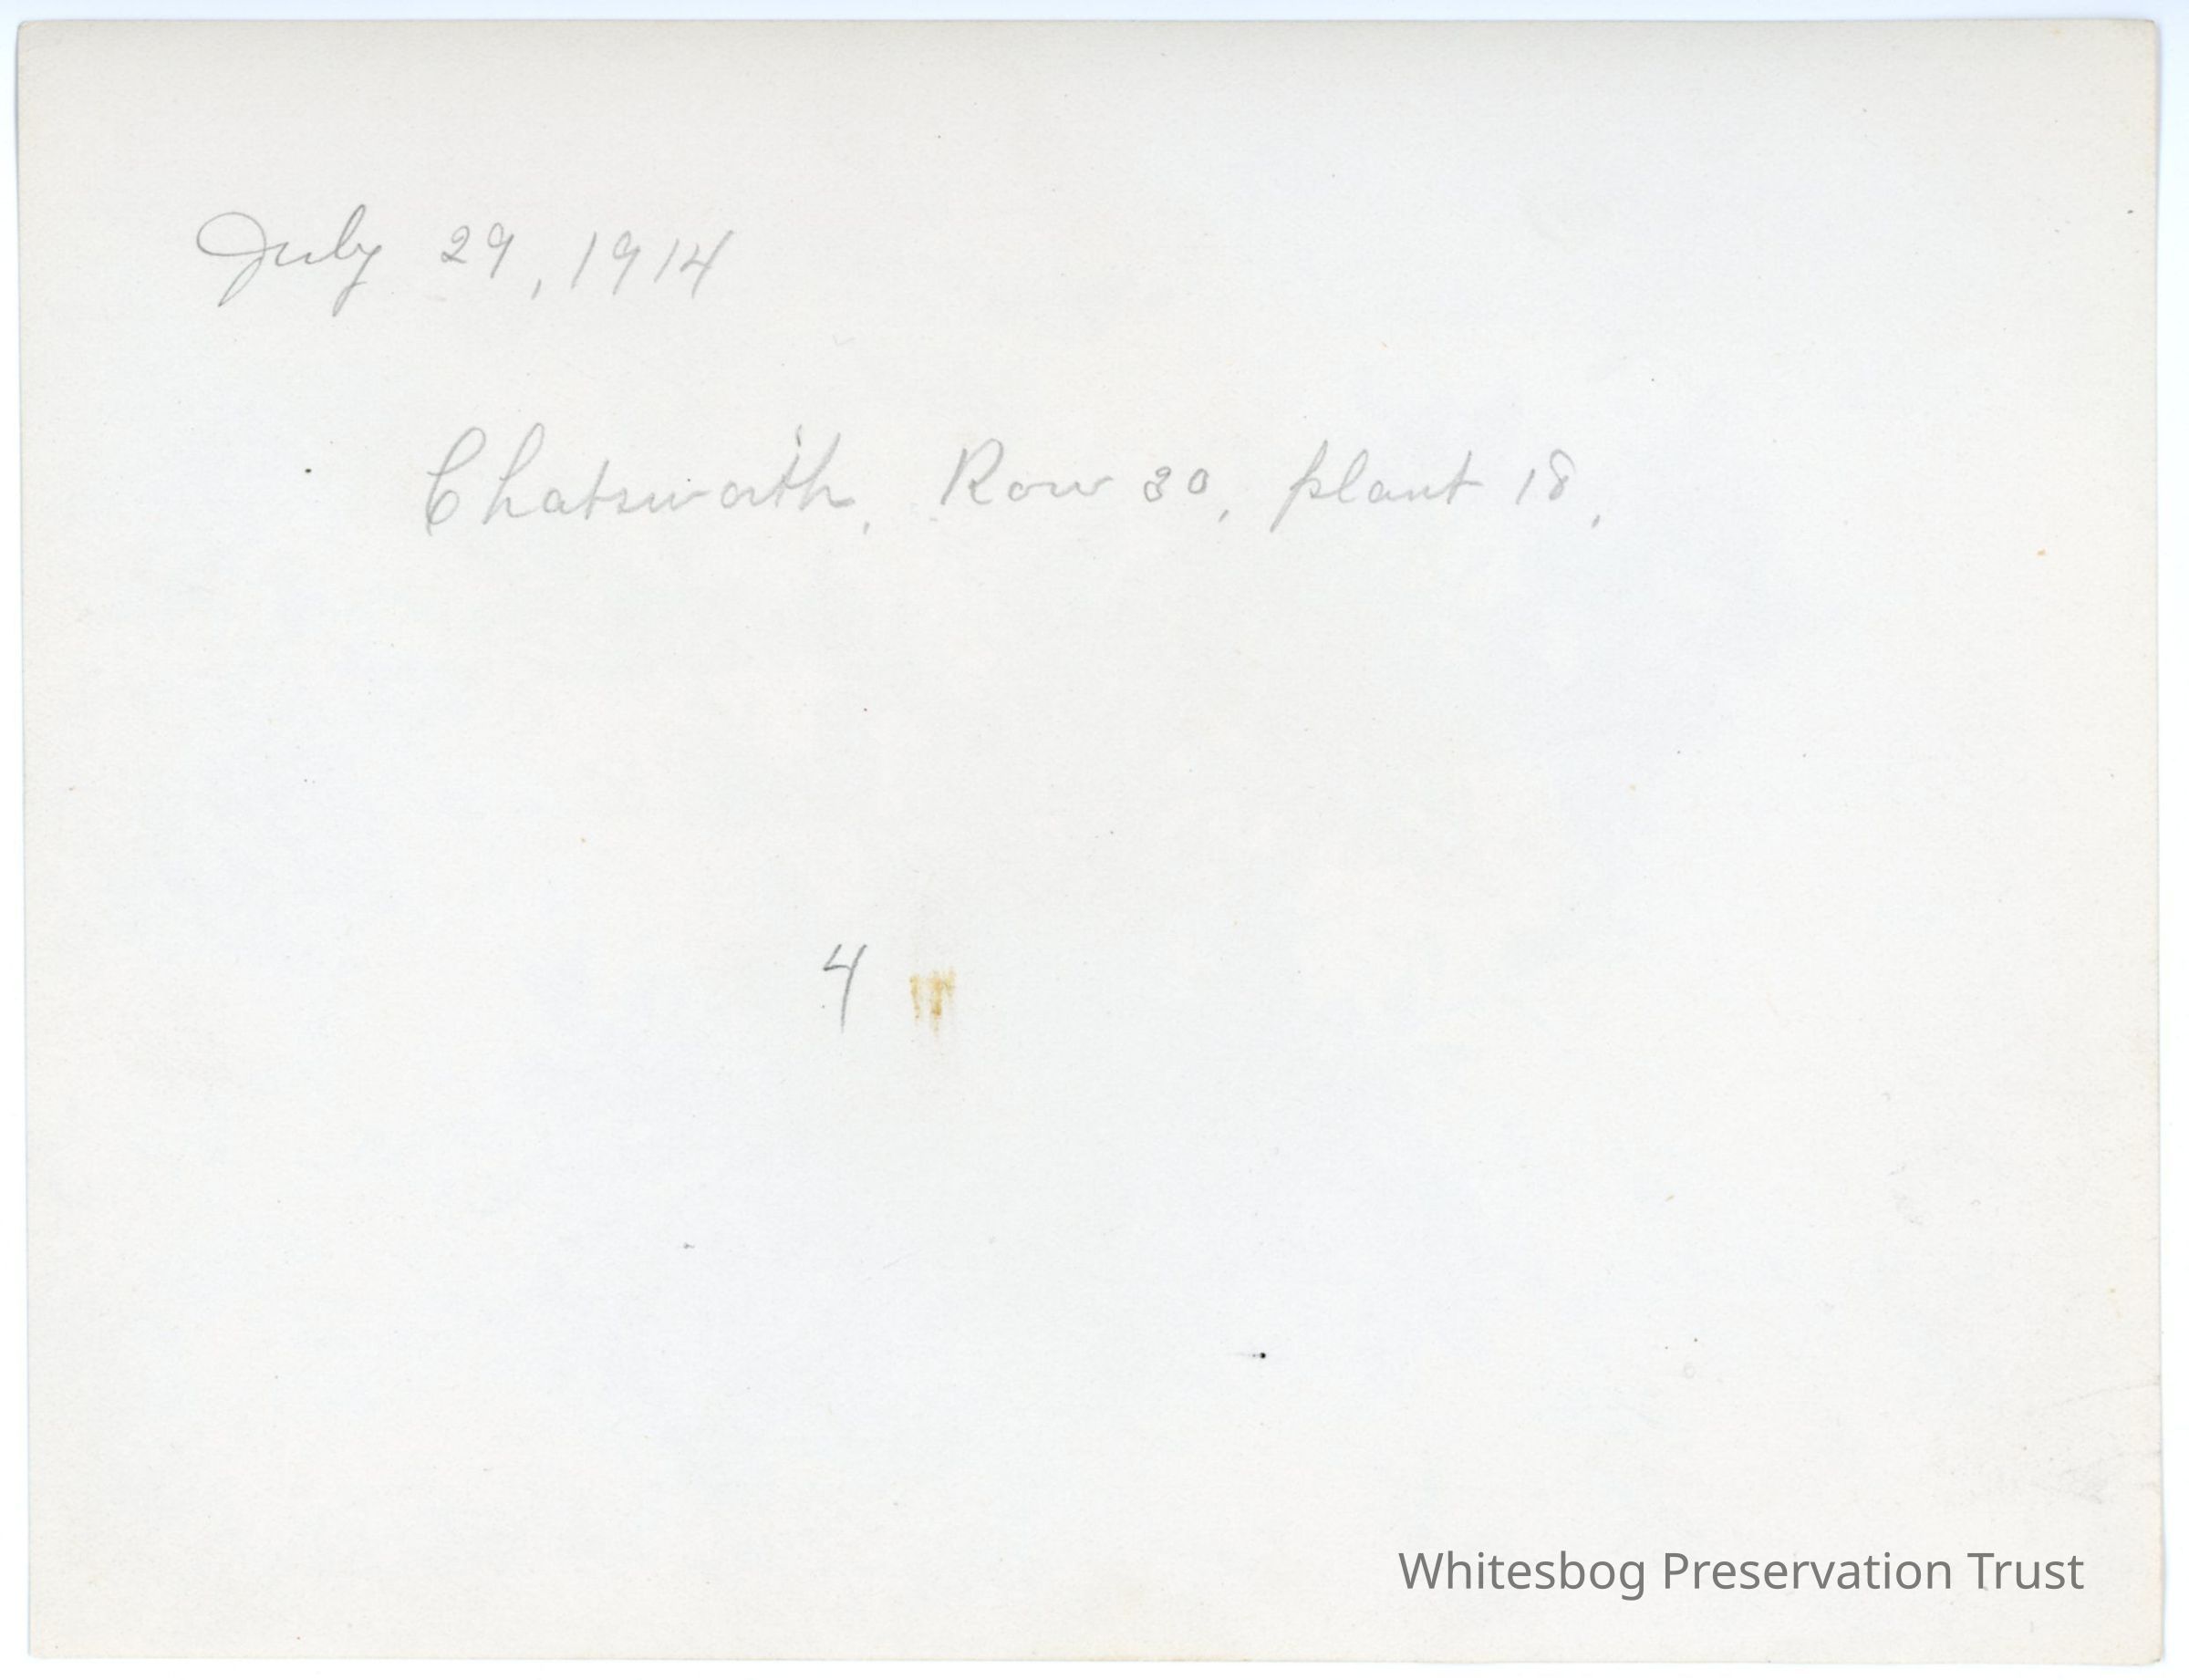 July 29, 1914
Chatsworth, Row 30, plant 18,
4
Whitesbog Preservation Trust